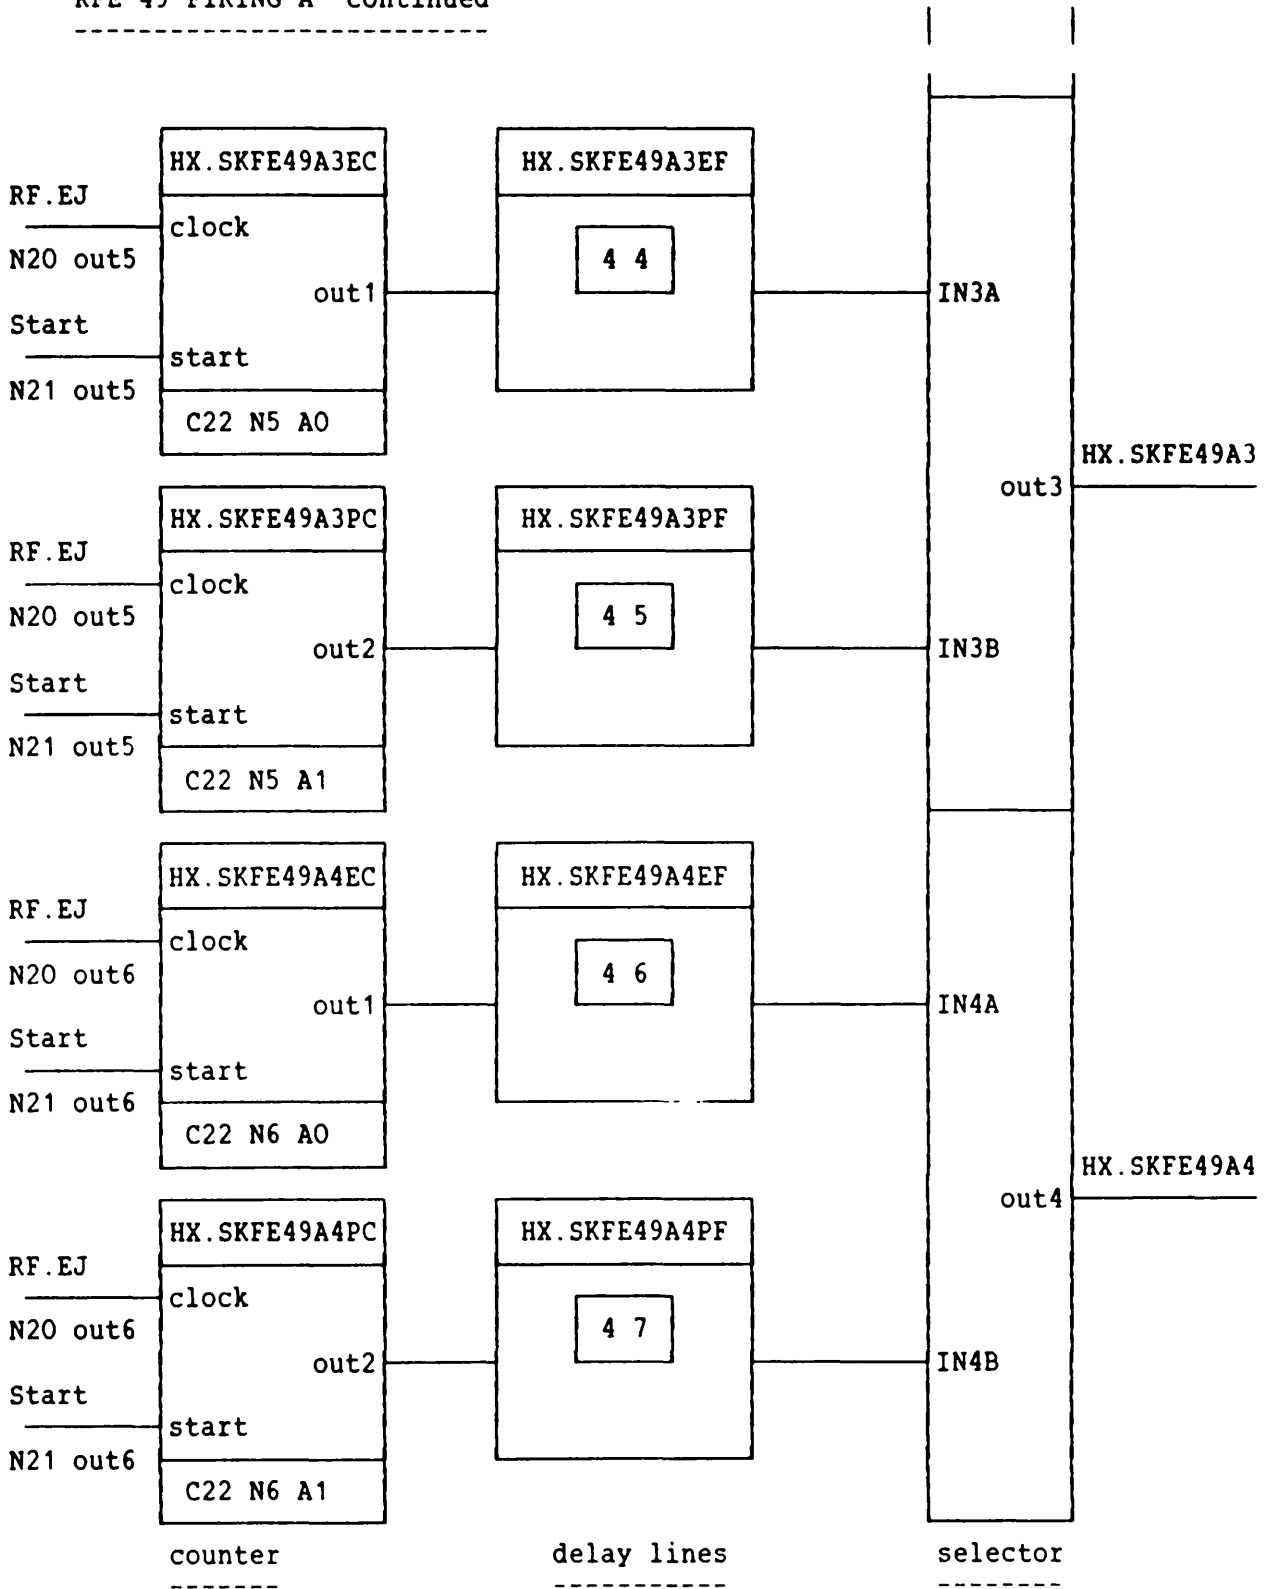 KFE 49 FIRING A continued
HX.SKFE49A3EC
HX.SKFE49A3EF
RF.EJ
clock
N20 out5
4 4
out1
IN3A
Start
start
N21 out5
C22 N5 A0
HX.SKFE49A3
out3
HX.SKFE49A3PC
HX.SKFE49A3PF
RF.EJ
clock
N20 out5
4 5
out2
IN3B
Start
start
N21 out5
C22 N5 A1
HX.SKFE49A4EC
HX.SKFE49A4EF
RF.EJ
clock
N20 out6
4 6
out1
IN4A
Start
start
N21 out6
C22 N6 A0
HX.SKFE49A4
out4
HX.SKFE49A4PC
HX.SKFE49A4PF
RF.EJ
clock
N20 out6
4 7
out2
IN4B
Start
start
N21 out6
C22 N6 A1
counter
delay lines
selector